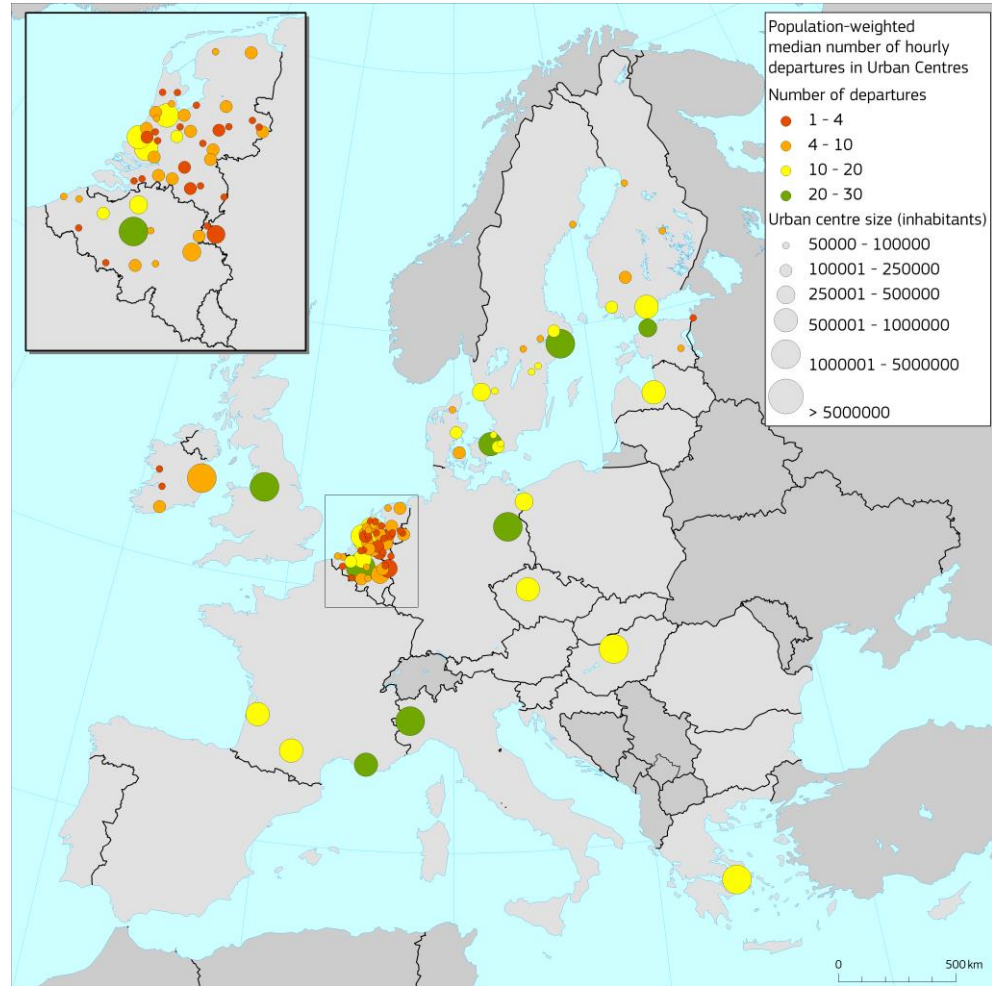 Population-weighted
median number of hourly
departures in Urban Centres
Number of departures
1 - 4
4 - 10
10 - 20
20 - 30
Urban centre size (inhabitants)
50000 - 100000
100001 - 250000
250001 - 500000
500001 - 1000000
1000001 - 5000000
> 5000000
0 500 km